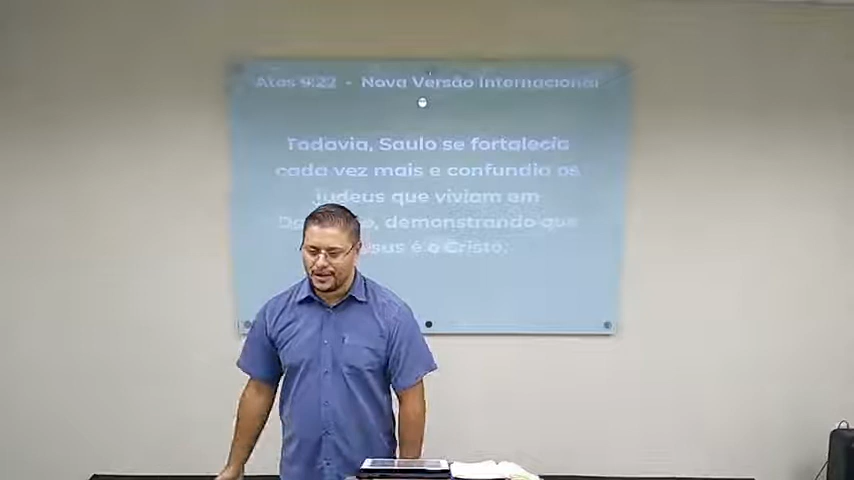 Atos 9:22 - Nova Versão Internacional
Todavia, Saulo se fortalecia
cada vez mais e confundia os
judeus que viviam em
demonstrando que
é o Cristo.